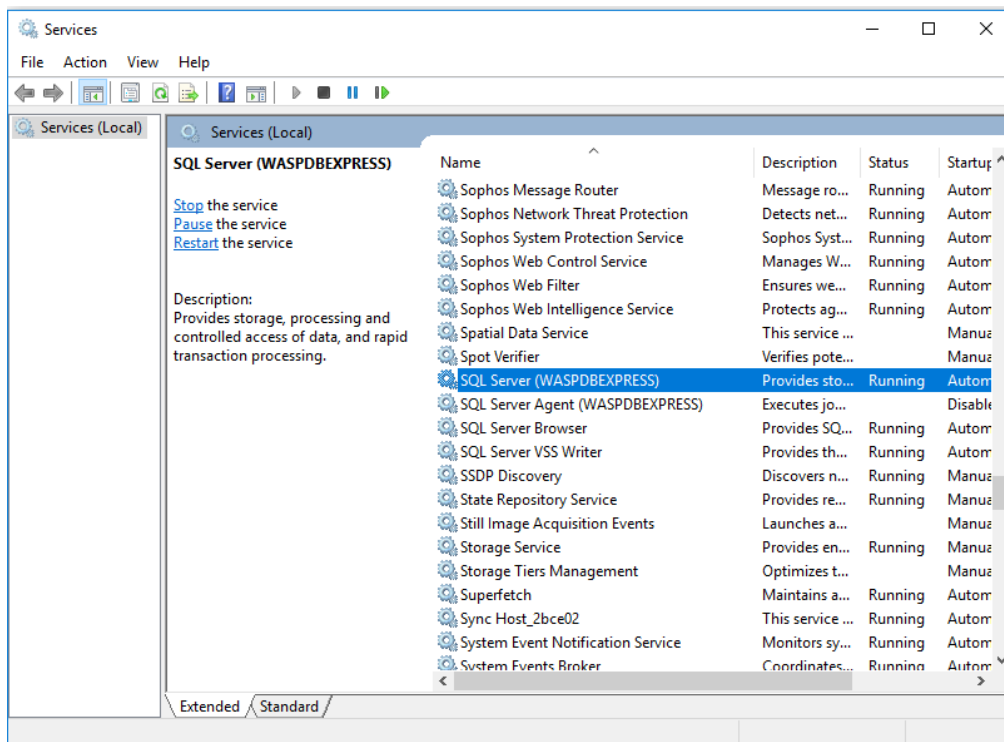 Services
File Action View Help
Services (Local)
Services (Local)
SQL Server (WASPDBEXPRESS)
Stop the service
Pause the service
Restart the service
Description:
Provides storage, processing and
controlled access of data, and rapid
transaction processing.
Name Description Status Startup
Sophos Message Router Message ro... Running Autom
Sophos Network Threat Protection Detects net... Running Autom
Sophos System Protection Service Sophos Syst... Running Autom
Sophos Web Control Service Manages W... Running Autom
Sophos Web Filter Ensures we... Running Autom
Sophos Web Intelligence Service Protects ag... Running Autom
Spatial Data Service This service ... Manua
Spot Verifier Verifies pote... Manua
SQL Server (WASPDBEXPRESS) Provides sto... Running Autom
SQL Server Agent (WASPDBEXPRESS) Executes jo... Disable
SQL Server Browser Provides SQ... Running Autom
SQL Server VSS Writer Provides th... Running Autom
SSDP Discovery Discovers n... Running Manua
State Repository Service Provides re... Running Manua
Still Image Acquisition Events Launches a... Manua
Storage Service Provides en... Running Manua
Storage Tiers Management Optimizes t... Manua
Superfetch Maintains a... Running Autom
Sync Host_2bce02 This service ... Running Autom
System Event Notification Service Monitors sy... Running Autom
System Events Broker Coordinates... Running Autom
Extended Standard